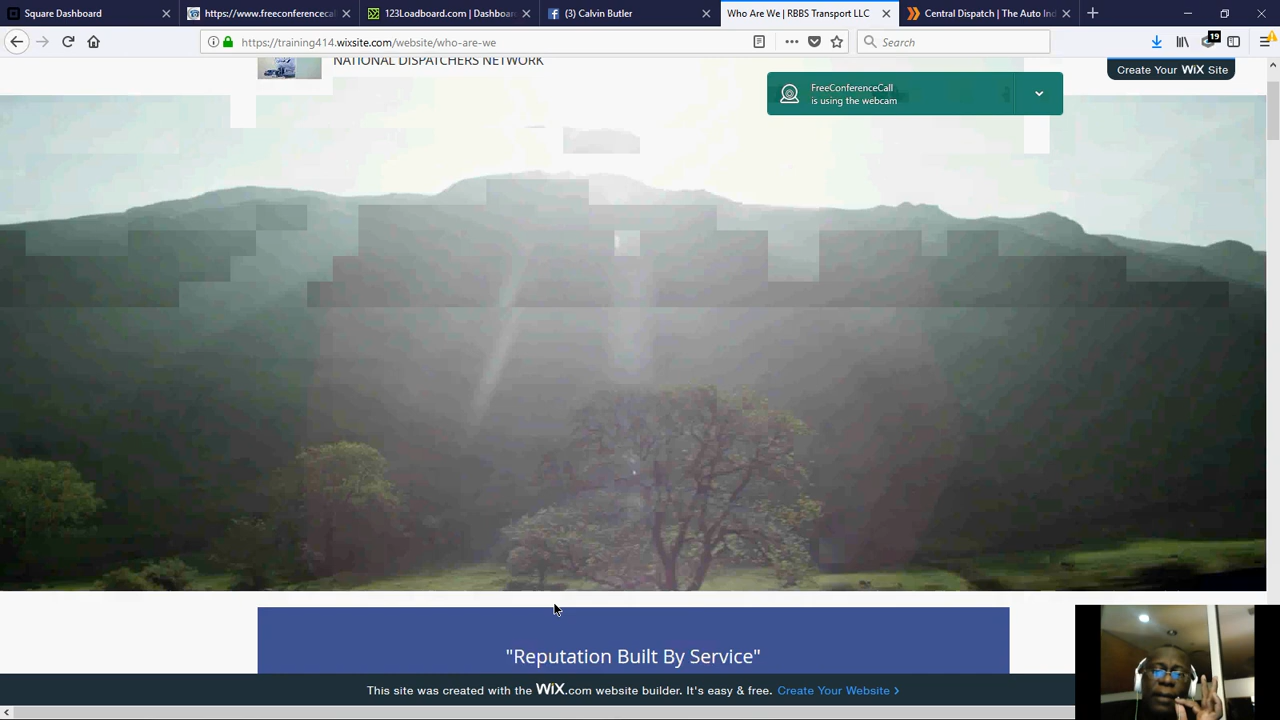 Square Dashboard
https://www.freeconferencecal
123Loadboard.com | Dashboar
(3) Calvin Butler
Who Are We | RBBS Transport LLC
Central Dispatch | The Auto Ind
https://training414.wixsite.com/website/who-are-we
Search
19
NATIONAL DISPATCHERS NETWORK
FreeConferenceCall
is using the webcam
Create Your WiX Site
"Reputation Built By Service"
This site was created with the WiX.com website builder. It's easy & free. Create Your Website >